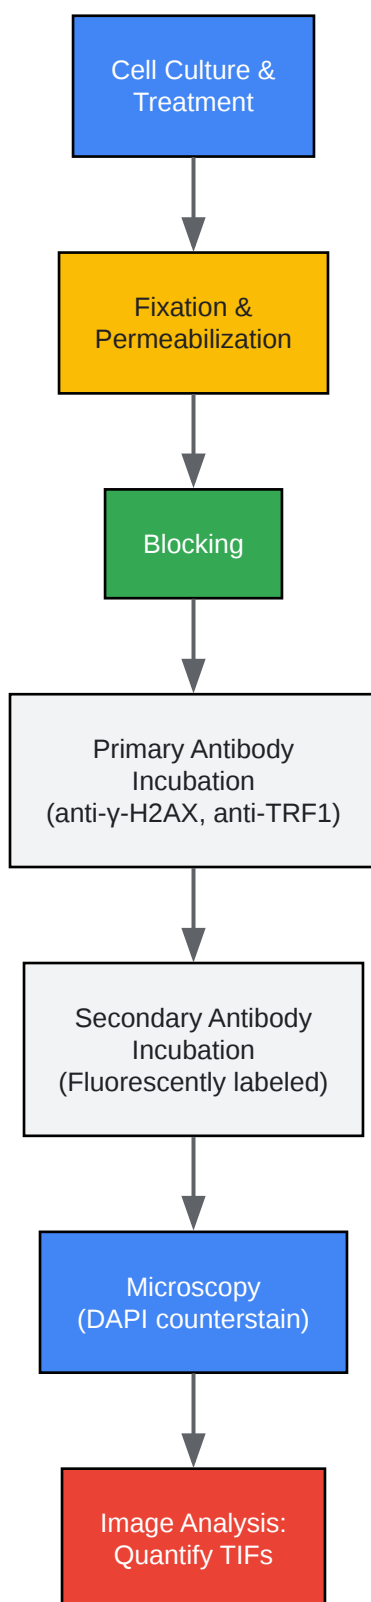 Cell Culture &
Treatment
Fixation &
Permeabilization
Blocking
Primary Antibody
Incubation
(anti-γ-H2AX, anti-TRF1)
Secondary Antibody
Incubation
(Fluorescently labeled)
Microscopy
(DAPI counterstain)
Image Analysis:
Quantify TIFs